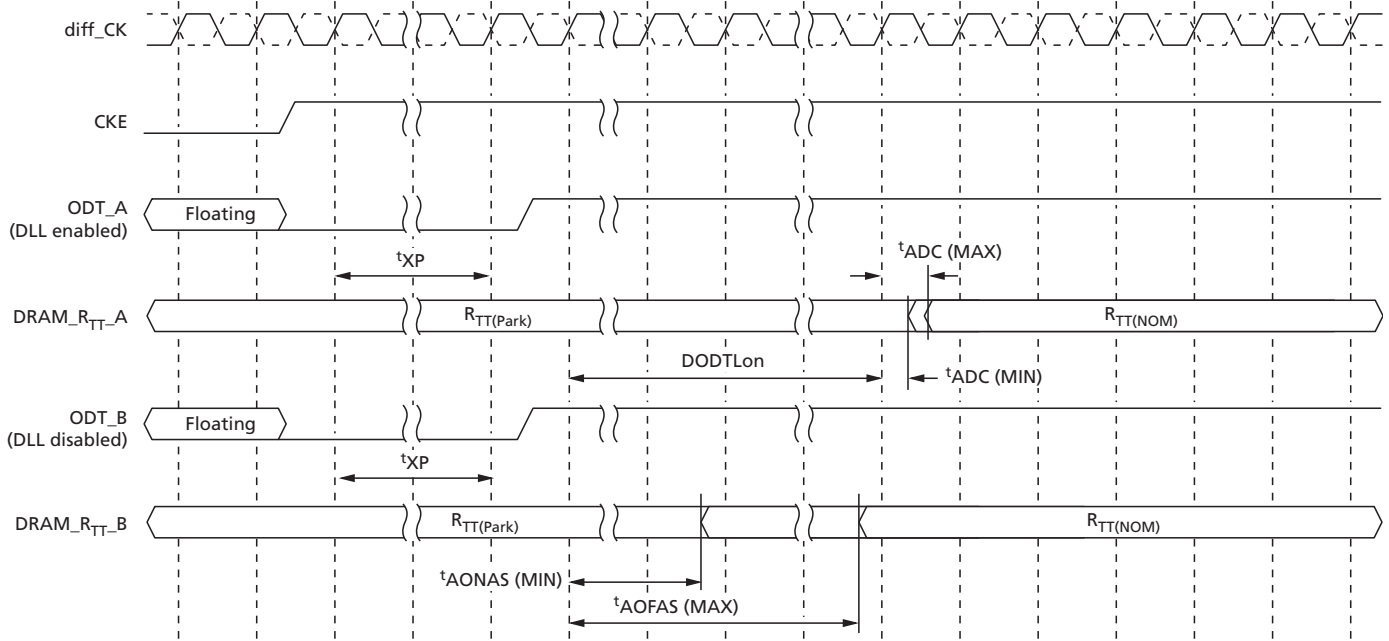 diff_CK
CKE
ODT_A
(DLL enabled)
Floating
tXP
tADC (MAX)
DRAM_RTT_A
RTT(Park)
RTT(NOM)
DODTLon
tADC (MIN)
ODT_B
(DLL disabled)
Floating
tXP
DRAM_RTT_B
RTT(Park)
RTT(NOM)
tAONAS (MIN)
tAOFAS (MAX)